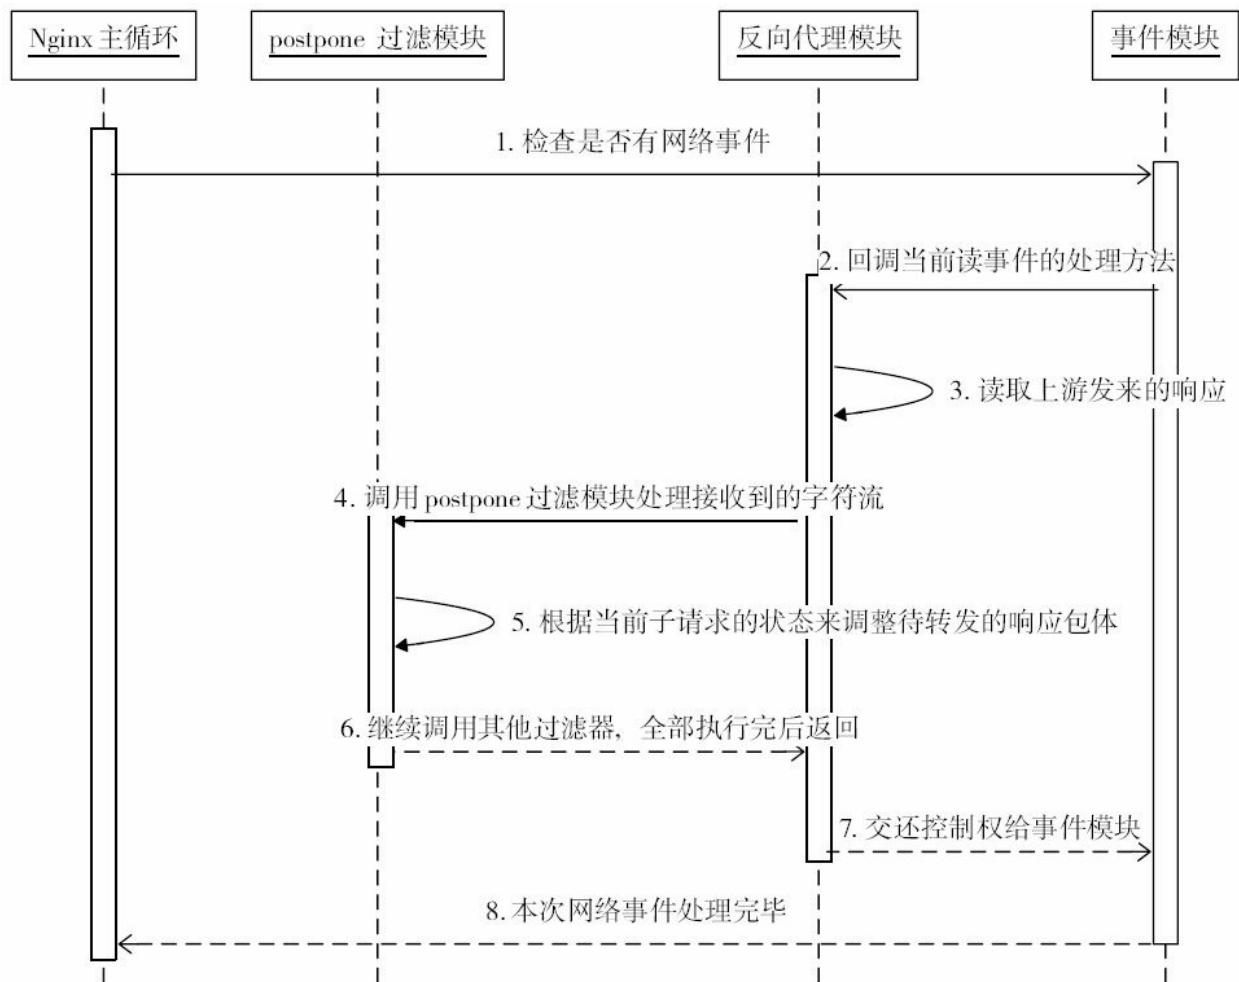 Nginx 主循环
postpone 过滤模块
反向代理模块
事件模块
1. 检查是否有网络事件
2. 回调当前读事件的处理方法
3. 读取上游发来的响应
4. 调用 postpone 过滤模块处理接收到的字符流
5. 根据当前子请求的状态来调整待转发的响应包体
6. 继续调用其他过滤器，全部执行完后返回
7. 交还控制权给事件模块
8. 本次网络事件处理完毕